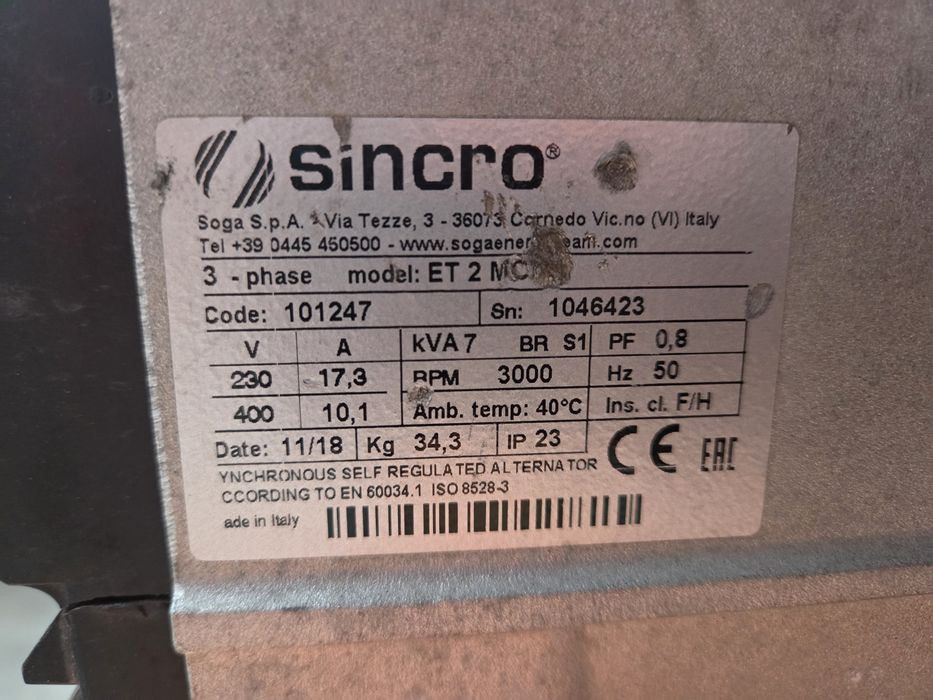 sincro®
Soga S.p.A. Via Tezze, 3 - 36073 Cornedo Vic.no (VI) Italy
Tel +39 0445 450500 -
3 - phase model: ET 2
Code: 101247 Sn: 1046423
V A kVA 7 BR S1 PF 0,8
230 17,3 RPM 3000 Hz 50
400 10,1 Amb. temp: 40°C Ins. cl. F/H
Date: 11/18 Kg 34,3 IP 23 CE EAC
YNCHRONOUS SELF REGULATED ALTERNATOR
CCORDING TO EN 60034.1 ISO 8528-3
ade in Italy